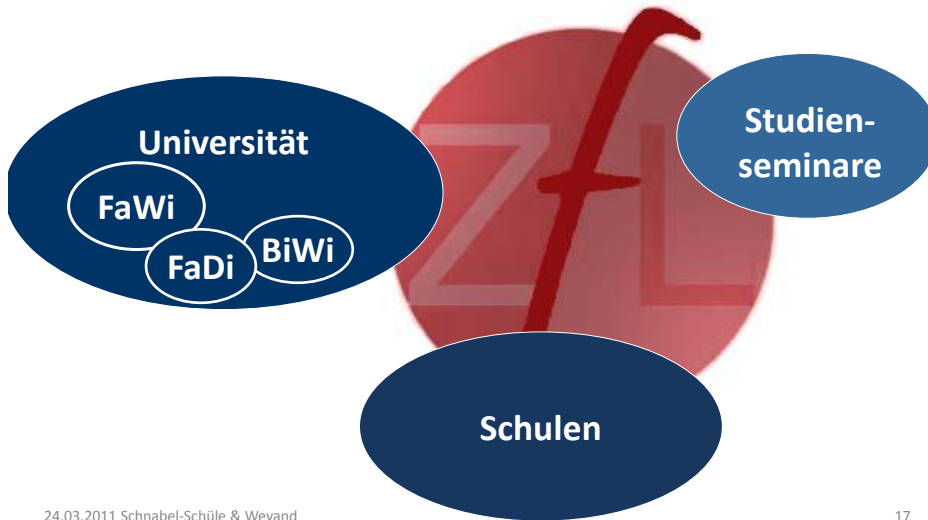 Universität
FaWi
FaDi
BiWi
ZfL
Studien-
seminare
Schulen
24.03.2011 Schnabel-Schüle & Weyand
17